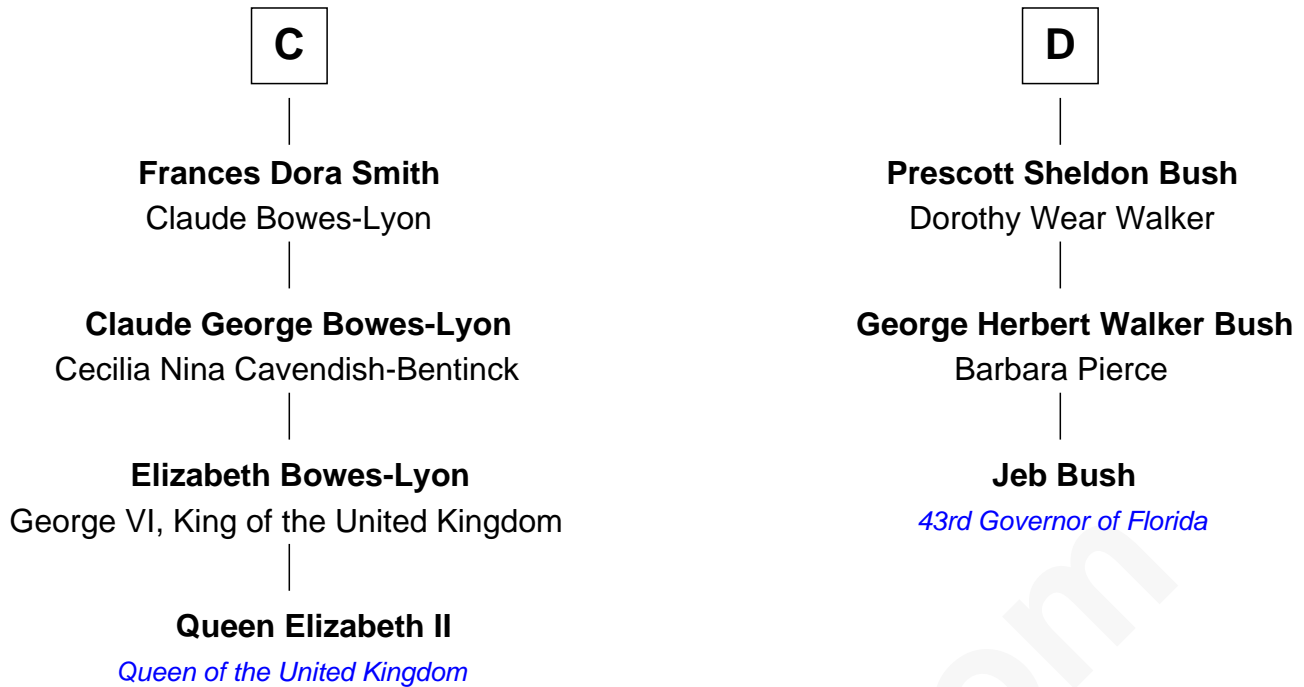 C
Frances Dora Smith
Claude Bowes-Lyon
Claude George Bowes-Lyon
Cecilia Nina Cavendish-Bentinck
Elizabeth Bowes-Lyon
George VI, King of the United Kingdom
Queen Elizabeth II
Queen of the United Kingdom
D
Prescott Sheldon Bush
Dorothy Wear Walker
George Herbert Walker Bush
Barbara Pierce
Jeb Bush
43rd Governor of Florida
om